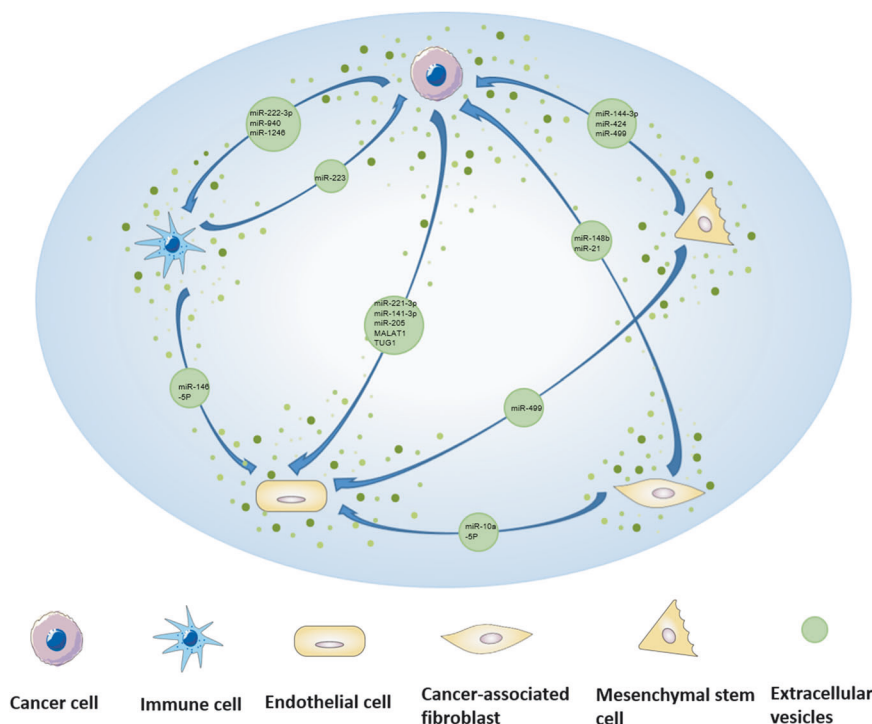 miR-222-3p
miR-940
miR-1246
miR-144-3p
miR-424
miR-499
miR-223
miR-148b
miR-21
miR-221-3p
miR-141-3p
miR-205
MALAT1
TUG1
miR-146
-5P
miR-499
miR-10a
-5P
Cancer cell
Immune cell
Endothelial cell
Cancer-associated
fibroblast
Mesenchymal stem
cell
Extracellular
vesicles